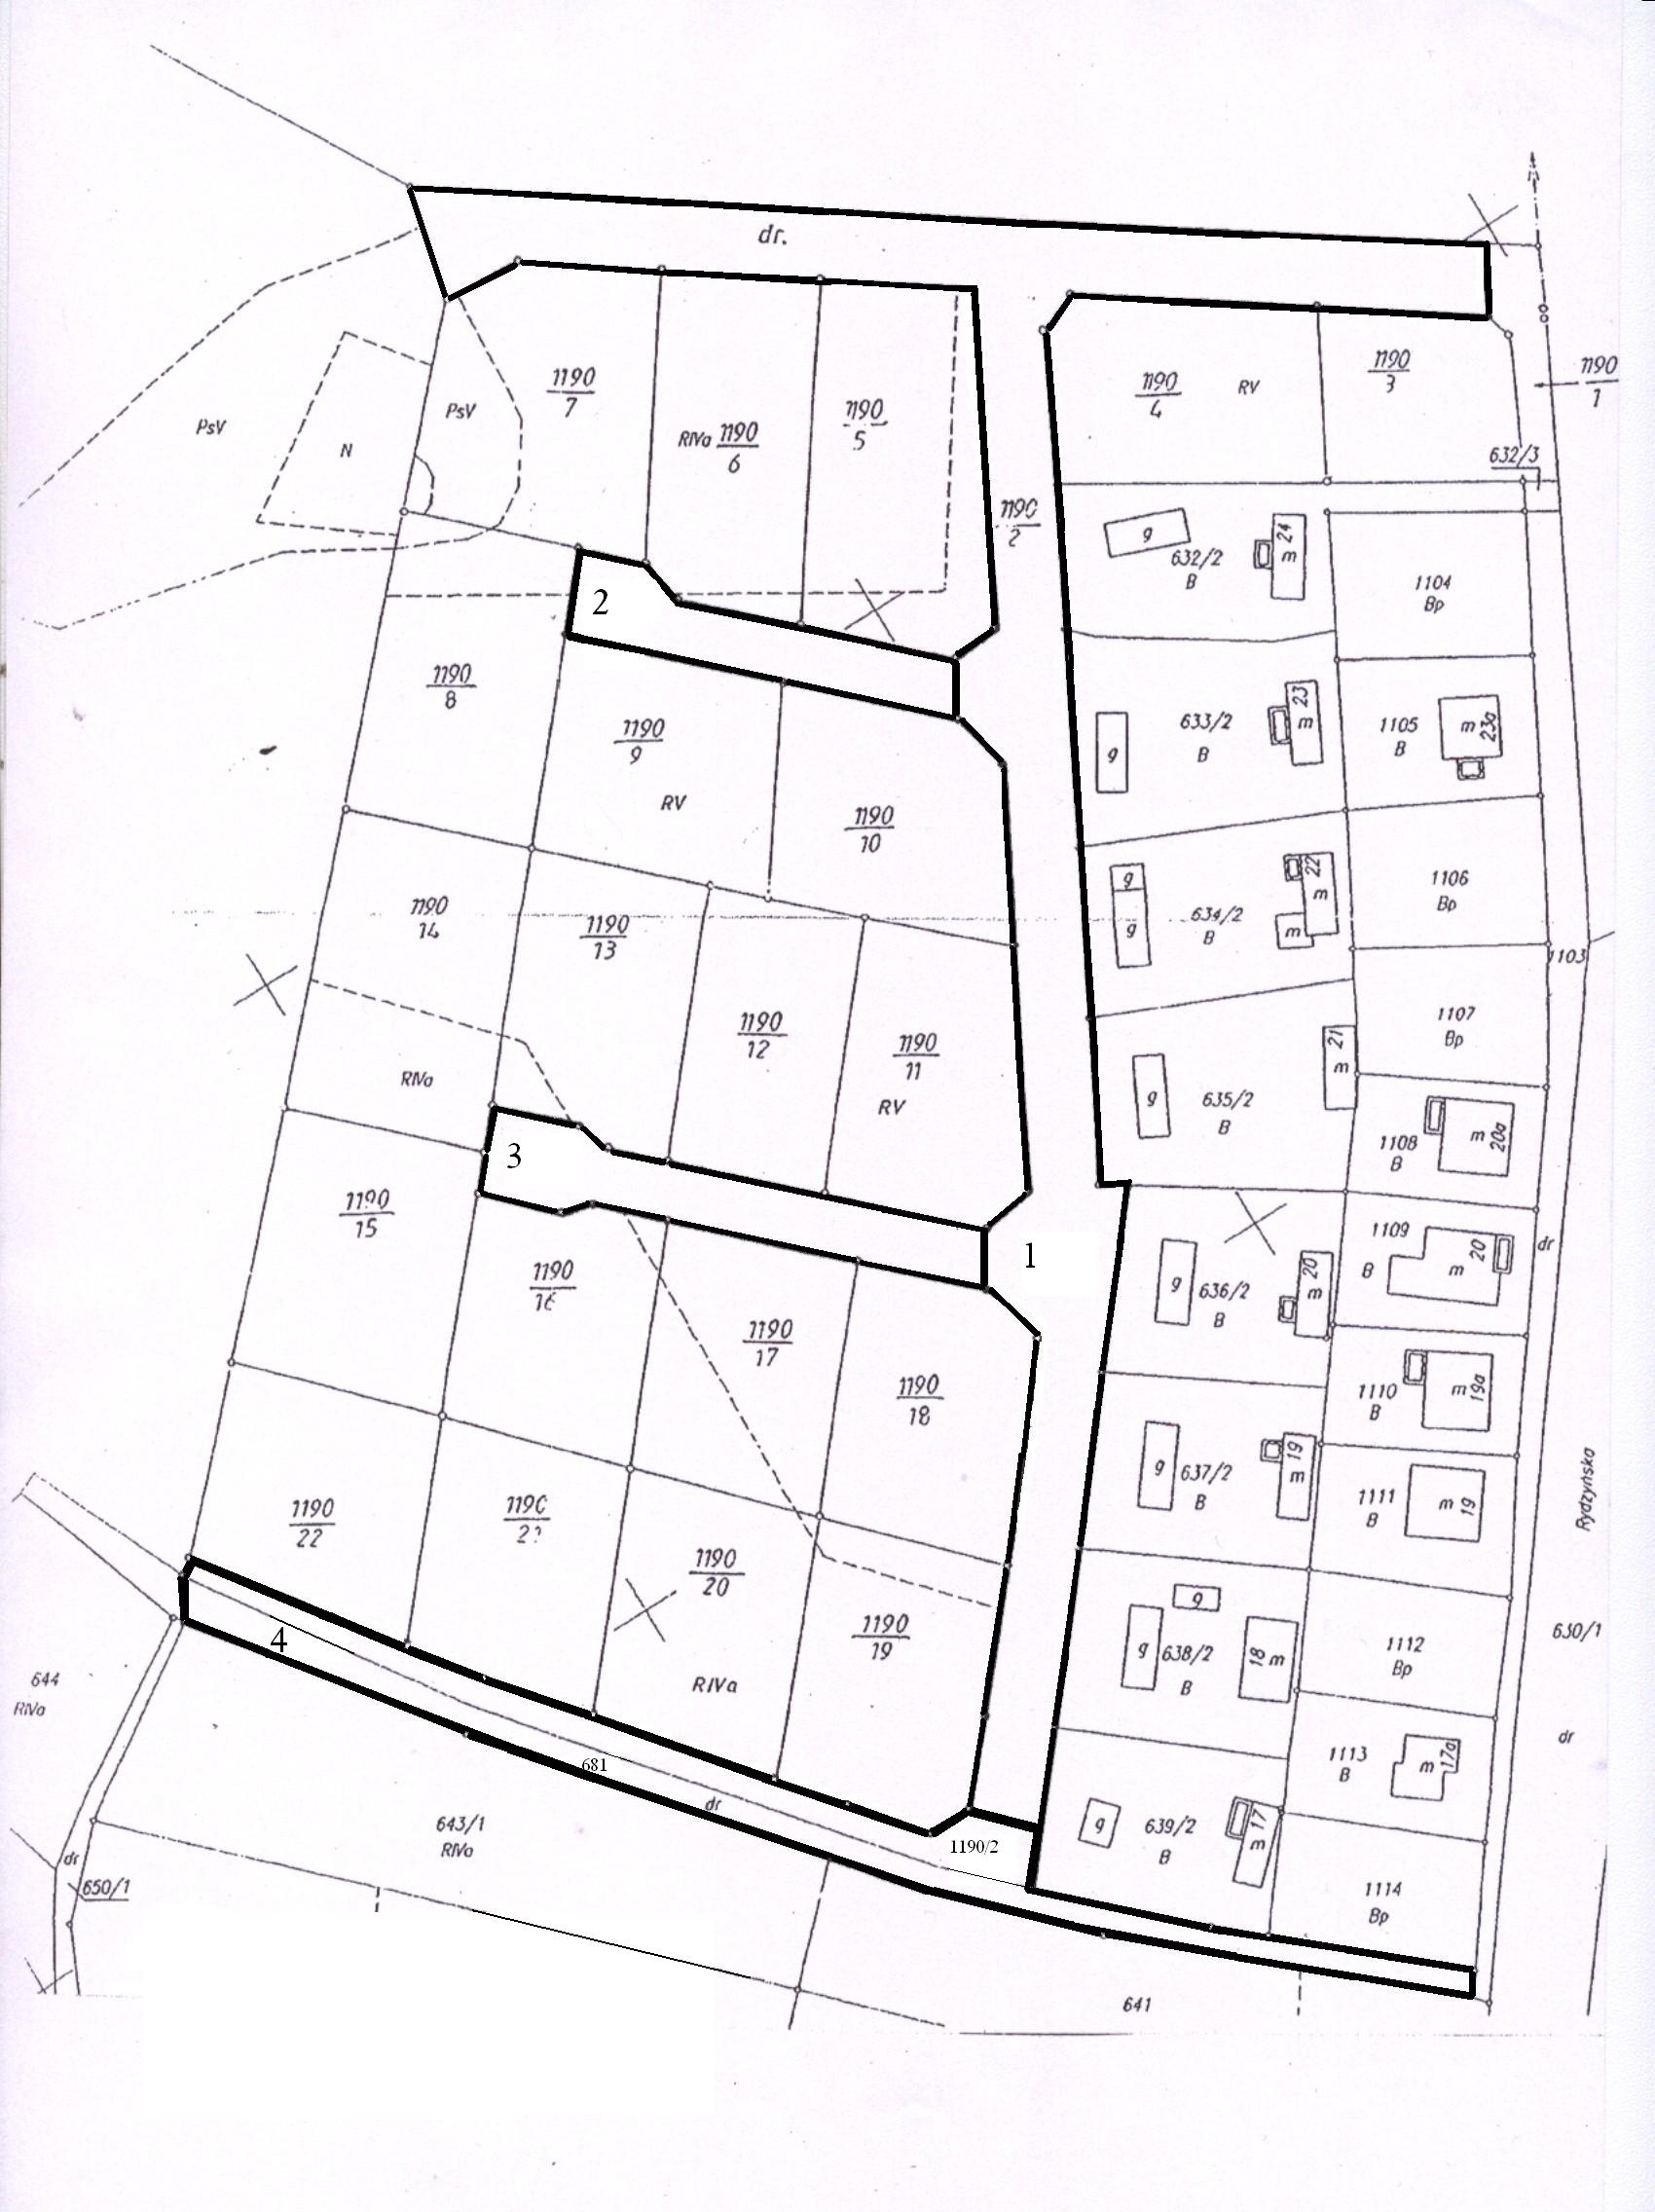 dr.
1190
7
RIVa
1190
6
1190
5
1190
4
RV
1190
3
1190
1
PsV
N
PsV
632/3
1190
2
g
24
m
632/2
B
1104
Bp
2
1190
8
1190
9
RV
1190
10
g
633/2
B
23
m
1105
B
m
23a
1190
14
1190
13
1190
12
1190
11
RV
g
g
634/2
B
22
m
m
1106
Bp
1103
1107
Bp
RIVa
g
635/2
B
21
m
1108
B
m
20a
3
1190
15
1190
16
1190
17
1190
18
1
g
636/2
B
20
m
1109
B
m
20
dr
g
637/2
B
19
m
1110
B
m
19a
1111
B
m
19
Rydzyńska
1190
22
1190
1190
20
1190
19
RIVa
g
g
638/2
B
18
m
1112
Bp
630/1
dr
4
644
RIVa
681
dr
643/1
RIVa
1190/2
g
639/2
B
17
m
1113
B
m
17a
1114
Bp
dr
650/1
641